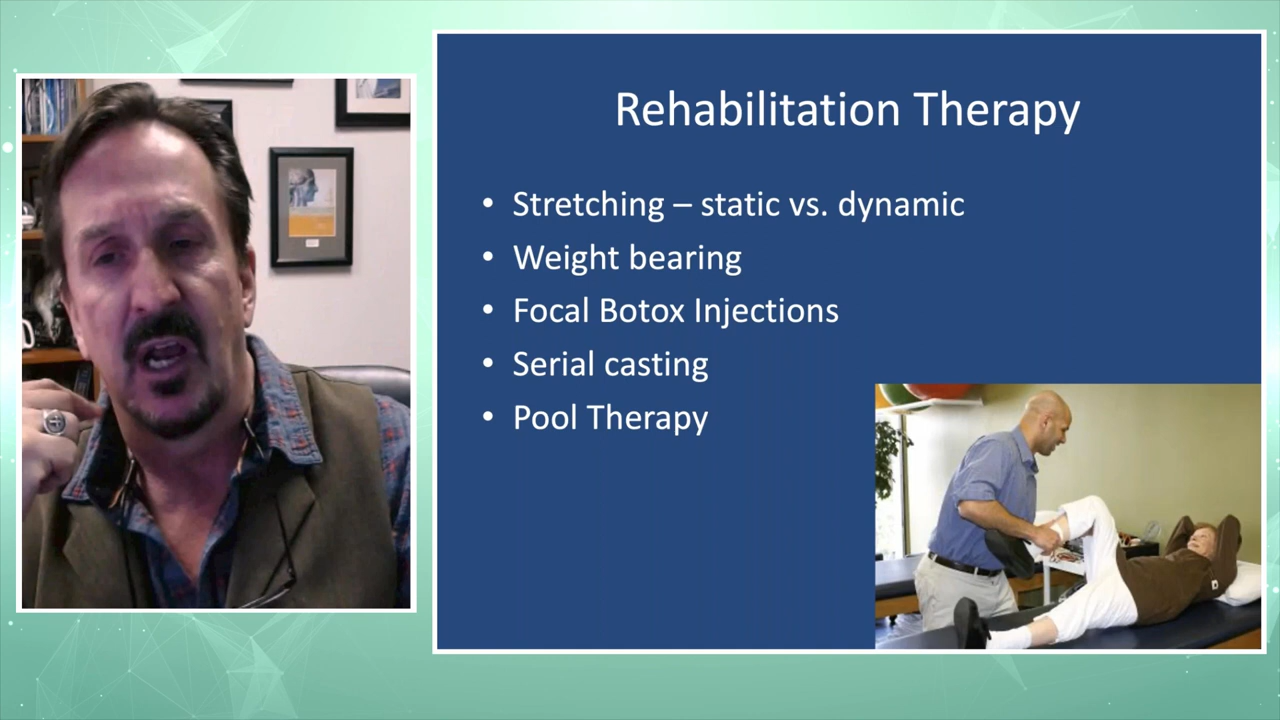 Rehabilitation Therapy
• Stretching – static vs. dynamic
• Weight bearing
• Focal Botox Injections
• Serial casting
• Pool Therapy